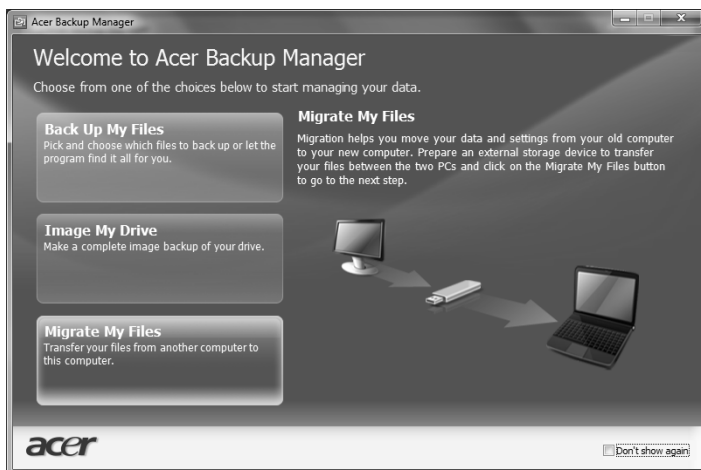 Acer Backup Manager
Welcome to Acer Backup Manager
Choose from one of the choices below to start managing your data.
Back Up My Files
Pick and choose which files to back up or let the
program find it all for you.
Image My Drive
Make a complete image backup of your drive.
Migrate My Files
Transfer your files from another computer to
this computer.
Migrate My Files
Migration helps you move your data and settings from your old computer
to your new computer. Prepare an external storage device to transfer
your files between the two PCs and click on the Migrate My Files button
to go to the next step.
acer
Don't show again